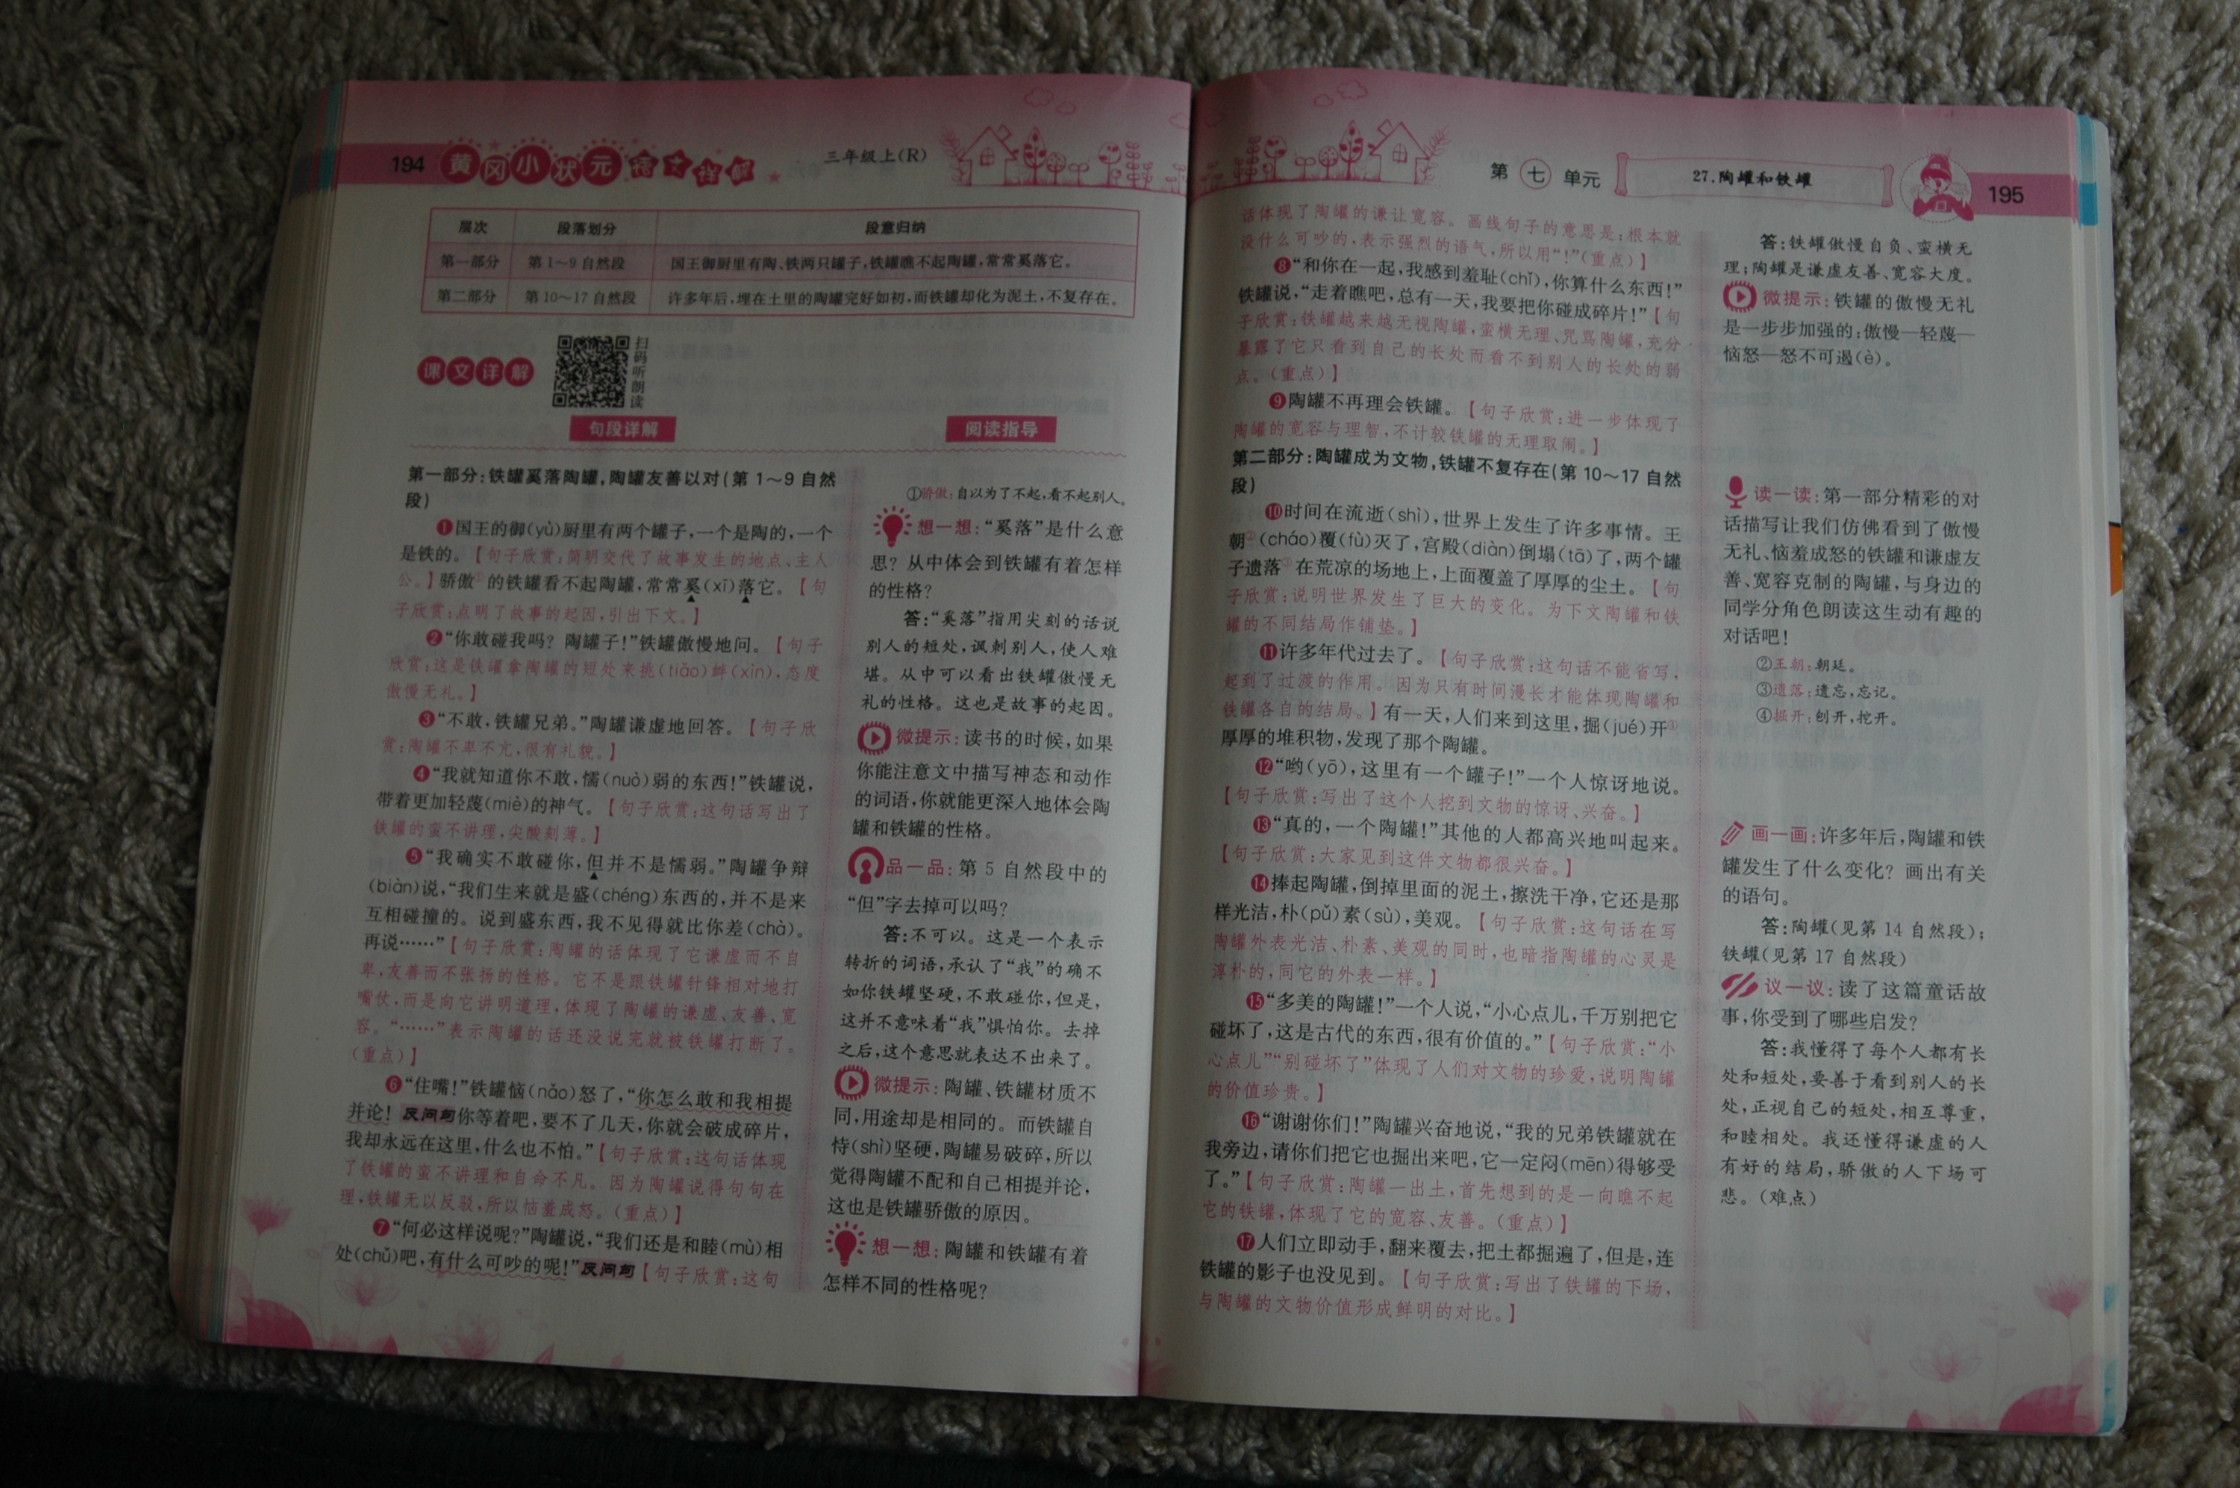 194 黄冈小状元 三年级上(R)
层次 段落划分 段意归纳
第一部分 第1~9自然段 国王御厨里有陶、铁两只罐子,铁罐瞧不起陶罐,常常奚落它。
第二部分 第10~17自然段 许多年后,埋在土里的陶罐完好如初,而铁罐却化为泥土,不复存在。
课文详解
扫码听朗读
句段详解
第一部分:铁罐奚落陶罐,陶罐友善以对(第1~9自然
段)
❶国王的御(yù)厨里有两个罐子,一个是陶的,一个
是铁的。【句子欣赏:简明交代了故事发生的地点、主人
公。】骄傲①的铁罐看不起陶罐,常常奚(xī)落它。【句
子欣赏:点明了故事的起因,引出下文。】
❷“你敢碰我吗?陶罐子!”铁罐傲慢地问。【句子
欣赏:这是铁罐拿陶罐的短处来挑(tiǎo)衅(xìn),态度
傲慢无礼。】
❸“不敢,铁罐兄弟。”陶罐谦虚地回答。【句子欣
赏:陶罐不卑不亢,很有礼貌。】
❹“我就知道你不敢,懦(nuò)弱的东西!”铁罐说,
带着更加轻蔑(miè)的神气。【句子欣赏:这句话写出了
铁罐的蛮不讲理,尖酸刻薄。】
❺“我确实不敢碰你,但并不是懦弱。”陶罐争辩
(biàn)说,“我们生来就是盛(chéng)东西的,并不是来
互相碰撞的。说到盛东西,我不见得就比你差(chà)。
再说……”【句子欣赏:陶罐的话体现了它谦虚而不自
卑,友善而不张扬的性格。它不是跟铁罐针锋相对地打
嘴仗,而是向它讲明道理,体现了陶罐的谦虚、友善、宽
容。“……”表示陶罐的话还没说完就被铁罐打断了。
(重点)】
❻“住嘴!”铁罐恼(nǎo)怒了,“你怎么敢和我相提
并论!反问句你等着吧,要不了几天,你就会破成碎片,
我却永远在这里,什么也不怕。”【句子欣赏:这句话体现
了铁罐的蛮不讲理和自命不凡。因为陶罐说得句句在
理,铁罐无以反驳,所以恼羞成怒。(重点)】
❼“何必这样说呢?”陶罐说,“我们还是和睦(mù)相
处(chǔ)吧,有什么可吵的呢!”反问句【句子欣赏:这句
阅读指导
①骄傲:自以为了不起,看不起别人。
想一想:“奚落”是什么意
思?从中体会到铁罐有着怎样
的性格?
答:“奚落”指用尖刻的话说
别人的短处,讽刺别人,使人难
堪。从中可以看出铁罐傲慢无
礼的性格。这也是故事的起因。
微提示:读书的时候,如果
你能注意文中描写神态和动作
的词语,你就能更深入地体会陶
罐和铁罐的性格。
品一品:第5自然段中的
“但”字去掉可以吗?
答:不可以。这是一个表示
转折的词语,承认了“我”的确不
如你铁罐坚硬,不敢碰你,但是,
这并不意味着“我”惧怕你。去掉
之后,这个意思就表达不出来了。
微提示:陶罐、铁罐材质不
同,用途却是相同的。而铁罐自
恃(shì)坚硬,陶罐易破碎,所以
觉得陶罐不配和自己相提并论,
这也是铁罐骄傲的原因。
想一想:陶罐和铁罐有着
怎样不同的性格呢?
第七单元 27.陶罐和铁罐 195
话体现了陶罐的谦让宽容。画线句子的意思是:根本就
没什么可吵的,表示强烈的语气,所以用“!”(重点)】
❽“和你在一起,我感到羞耻(chǐ),你算什么东西!”
铁罐说,“走着瞧吧,总有一天,我要把你碰成碎片!”【句
子欣赏:铁罐越来越无视陶罐,蛮横无理,咒骂陶罐,充分
暴露了它只看到自己的长处而看不到别人的长处的弱
点。(重点)】
❾陶罐不再理会铁罐。【句子欣赏:进一步体现了
陶罐的宽容与理智,不计较铁罐的无理取闹。】
第二部分:陶罐成为文物,铁罐不复存在(第10~17自然
段)
❿时间在流逝(shì),世界上发生了许多事情。王
朝②(cháo)覆(fù)灭了,宫殿(diàn)倒塌(tā)了,两个罐
子遗落③在荒凉的场地上,上面覆盖了厚厚的尘土。【句
子欣赏:说明世界发生了巨大的变化。为下文陶罐和铁
罐的不同结局作铺垫。】
⓫许多年代过去了。【句子欣赏:这句话不能省写,
起到了过渡的作用。因为只有时间漫长才能体现陶罐和
铁罐各自的结局。】有一天,人们来到这里,掘(jué)开④
厚厚的堆积物,发现了那个陶罐。
⓬“哟(yō),这里有一个罐子!”一个人惊讶地说。
【句子欣赏:写出了这个人挖到文物的惊讶、兴奋。】
⓭“真的,一个陶罐!”其他的人都高兴地叫起来。
【句子欣赏:大家见到这件文物都很兴奋。】
⓮捧起陶罐,倒掉里面的泥土,擦洗干净,它还是那
样光洁,朴(pǔ)素(sù),美观。【句子欣赏:这句话在写
陶罐外表光洁、朴素、美观的同时,也暗指陶罐的心灵是
淳朴的,同它的外表一样。】
⓯“多美的陶罐!”一个人说,“小心点儿,千万别把它
碰坏了,这是古代的东西,很有价值的。”【句子欣赏:“小
心点儿”“别碰坏了”体现了人们对文物的珍爱,说明陶罐
的价值珍贵。】
⓰“谢谢你们!”陶罐兴奋地说,“我的兄弟铁罐就在
我旁边,请你们把它也掘出来吧,它一定闷(mèn)得够受
了。”【句子欣赏:陶罐一出土,首先想到的是一向瞧不起
它的铁罐,体现了它的宽容、友善。(重点)】
⓱人们立即动手,翻来覆去,把土都掘遍了,但是,连
铁罐的影子也没见到。【句子欣赏:写出了铁罐的下场,
与陶罐的文物价值形成鲜明的对比。】
答:铁罐傲慢自负、蛮横无
理;陶罐是谦虚友善、宽容大度。
微提示:铁罐的傲慢无礼
是一步步加强的:傲慢—轻蔑—
恼怒—怒不可遏(è)。
读一读:第一部分精彩的对
话描写让我们仿佛看到了傲慢
无礼、恼羞成怒的铁罐和谦虚友
善、宽容克制的陶罐,与身边的
同学分角色朗读这生动有趣的
对话吧!
②王朝:朝廷。
③遗落:遗忘,忘记。
④掘开:刨开,挖开。
画一画:许多年后,陶罐和铁
罐发生了什么变化?画出有关
的语句。
答:陶罐(见第14自然段);
铁罐(见第17自然段)
议一议:读了这篇童话故
事,你受到了哪些启发?
答:我懂得了每个人都有长
处和短处,要善于看到别人的长
处,正视自己的短处,相互尊重,
和睦相处。我还懂得谦虚的人
有好的结局,骄傲的人下场可
悲。(难点)